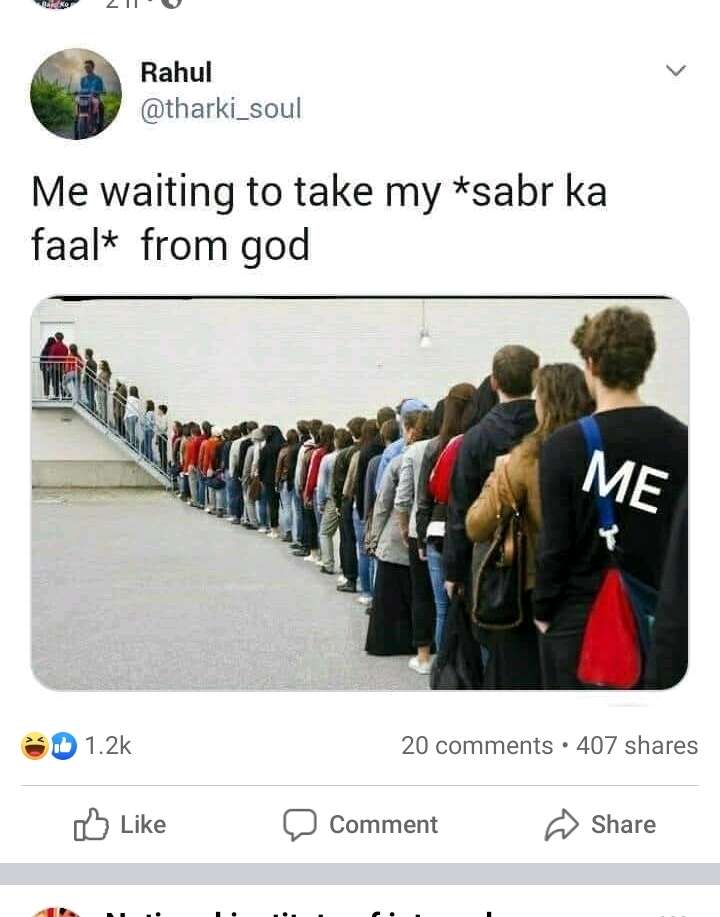 Rahul
@tharki_soul
Me waiting to take my *sabr ka
faal* from god
ME
1.2k
20 comments • 407 shares
Like
Comment
Share